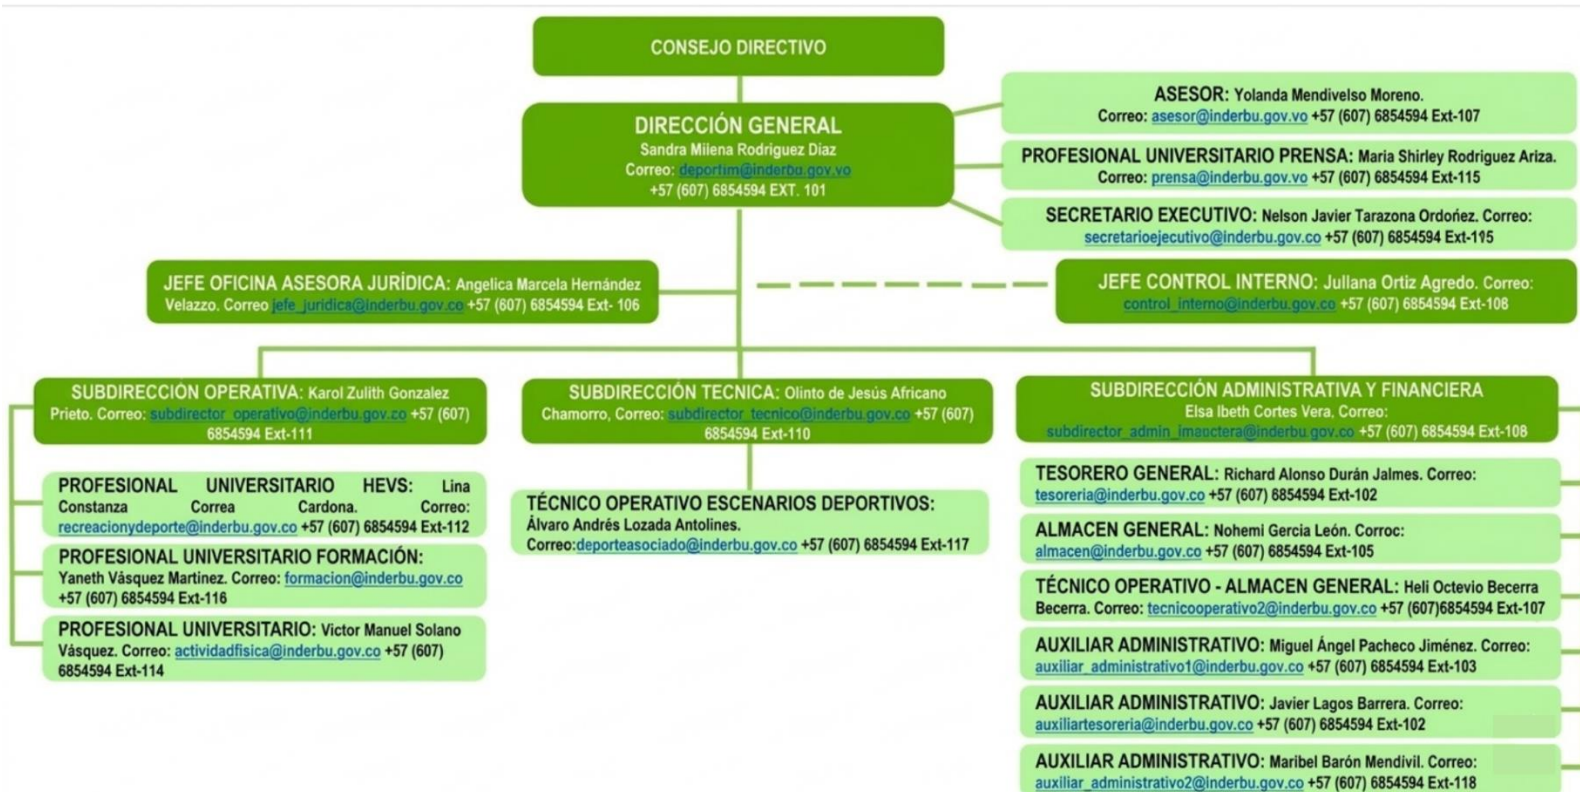 CONSEJO DIRECTIVO
DIRECCIÓN GENERAL
Sandra Milena Rodriguez Diaz
Correo: deportim@inderbu.gov.vo
+57 (607) 6854594 EXT. 101
ASESOR: Yolanda Mendivelso Moreno.
Correo: asesor@inderbu.gov.vo +57 (607) 6854594 Ext-107
PROFESIONAL UNIVERSITARIO PRENSA: María Shirley Rodriguez Ariza.
Correo: prensa@inderbu.gov.vo +57 (607) 6854594 Ext-115
SECRETARIO EXECUTIVO: Nelson Javier Tarazona Ordońez. Correo:
secretarioejecutivo@inderbu.gov.co +57 (607) 6854594 Ext-115
JEFE OFICINA ASESORA JURÍDICA: Angelica Marcela Hernández
Velazzo. Correo jefe_juridica@inderbu.gov.co +57 (607) 6854594 Ext- 106
JEFE CONTROL INTERNO: Jullana Ortiz Agredo. Correo:
control_interno@inderbu.gov.co +57 (607) 6854594 Ext-108
SUBDIRECCIÓN OPERATIVA: Karol Zulith Gonzalez
Prieto. Correo: subdirector_operativo@inderbu.gov.zo +57 (607)
6854594 Ext-111
PROFESIONAL UNIVERSITARIO HEVS: Lina
Constanza Correa Cardona. Correo:
recreacionydeporte@inderbu.gov.co +57 (607) 6854594 Ext-112
PROFESIONAL UNIVERSITARIO FORMACIÓN:
Yaneth Vásquez Martinez. Correo: formacion@inderbu.gov.co
+57 (607) 6854594 Ext-116
PROFESIONAL UNIVERSITARIO: Victor Manuel Solano
Vásquez. Correo: actividadfisica@inderbu.gov.co +57 (607)
6854594 Ext-114
SUBDIRECCIÓN TECNICA: Olinto de Jesús Africano
Chamorro, Correo: subdirector_tecnico@inderbu.gov.co +57 (607)
6854594 Ext-110
TÉCNICO OPERATIVO ESCENARIOS DEPORTIVOS:
Álvaro Andrés Lozada Antolines.
Correo:deporteasociado@inderbu.gov.co +57 (607) 6854594 Ext-117
SUBDIRECCIÓN ADMINISTRATIVA Y FINANCIERA
Elsa Ibeth Cortes Vera, Correo:
subdirector_admin_imauctera@inderbu.gov.co +57 (607) 6854594 Ext-108
TESORERO GENERAL: Richard Alonso Durán Jalmes. Correo:
tesoreria@inderbu.gov.co +57 (607) 6854594 Ext-102
ALMACEN GENERAL: Nohemi Gercia León. Corroc:
almacen@inderbu.gov.co +57 (607) 6854594 Ext-105
TÉCNICO OPERATIVO - ALMACEN GENERAL: Heli Octevio Becerra
Becerra. Correo: tecnicooperativo2@inderbu.gov.co +57 (607)6854594 Ext-107
AUXILIAR ADMINISTRATIVO: Miguel Ángel Pacheco Jiménez. Correo:
auxiliar_administrativo1@inderbu.gov.co +57 (607) 6854594 Ext-103
AUXILIAR ADMINISTRATIVO: Javier Lagos Barrera. Correo:
auxiliartesoreria@inderbu.gov.co +57 (607) 6854594 Ext-102
AUXILIAR ADMINISTRATIVO: Maribel Barón Mendivil. Correo:
auxiliar_administrativo2@inderbu.gov.co +57 (607) 6854594 Ext-118